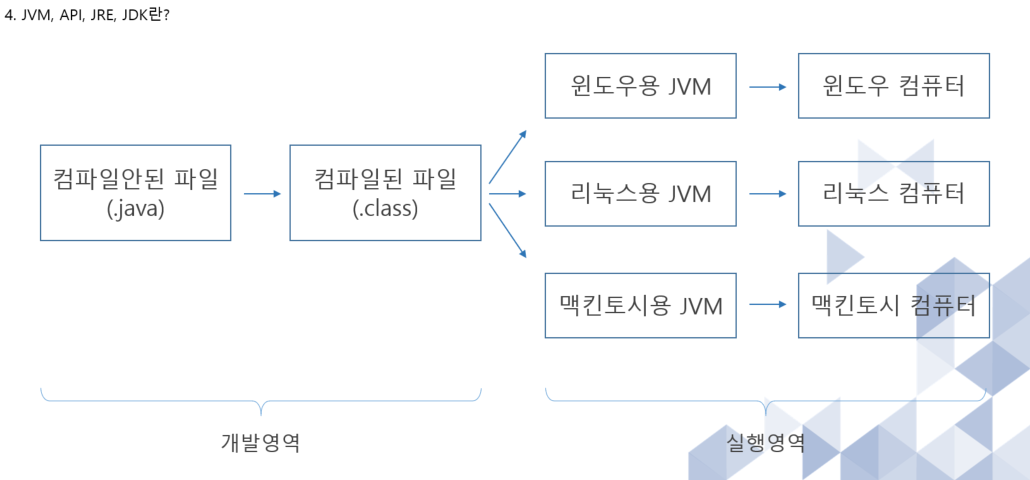 4. JVM, API, JRE, JDK란?
컴파일안된 파일
(.java)
컴파일된 파일
(.class)
윈도우용 JVM
윈도우 컴퓨터
리눅스용 JVM
리눅스 컴퓨터
맥킨토시용 JVM
맥킨토시 컴퓨터
개발영역
실행영역